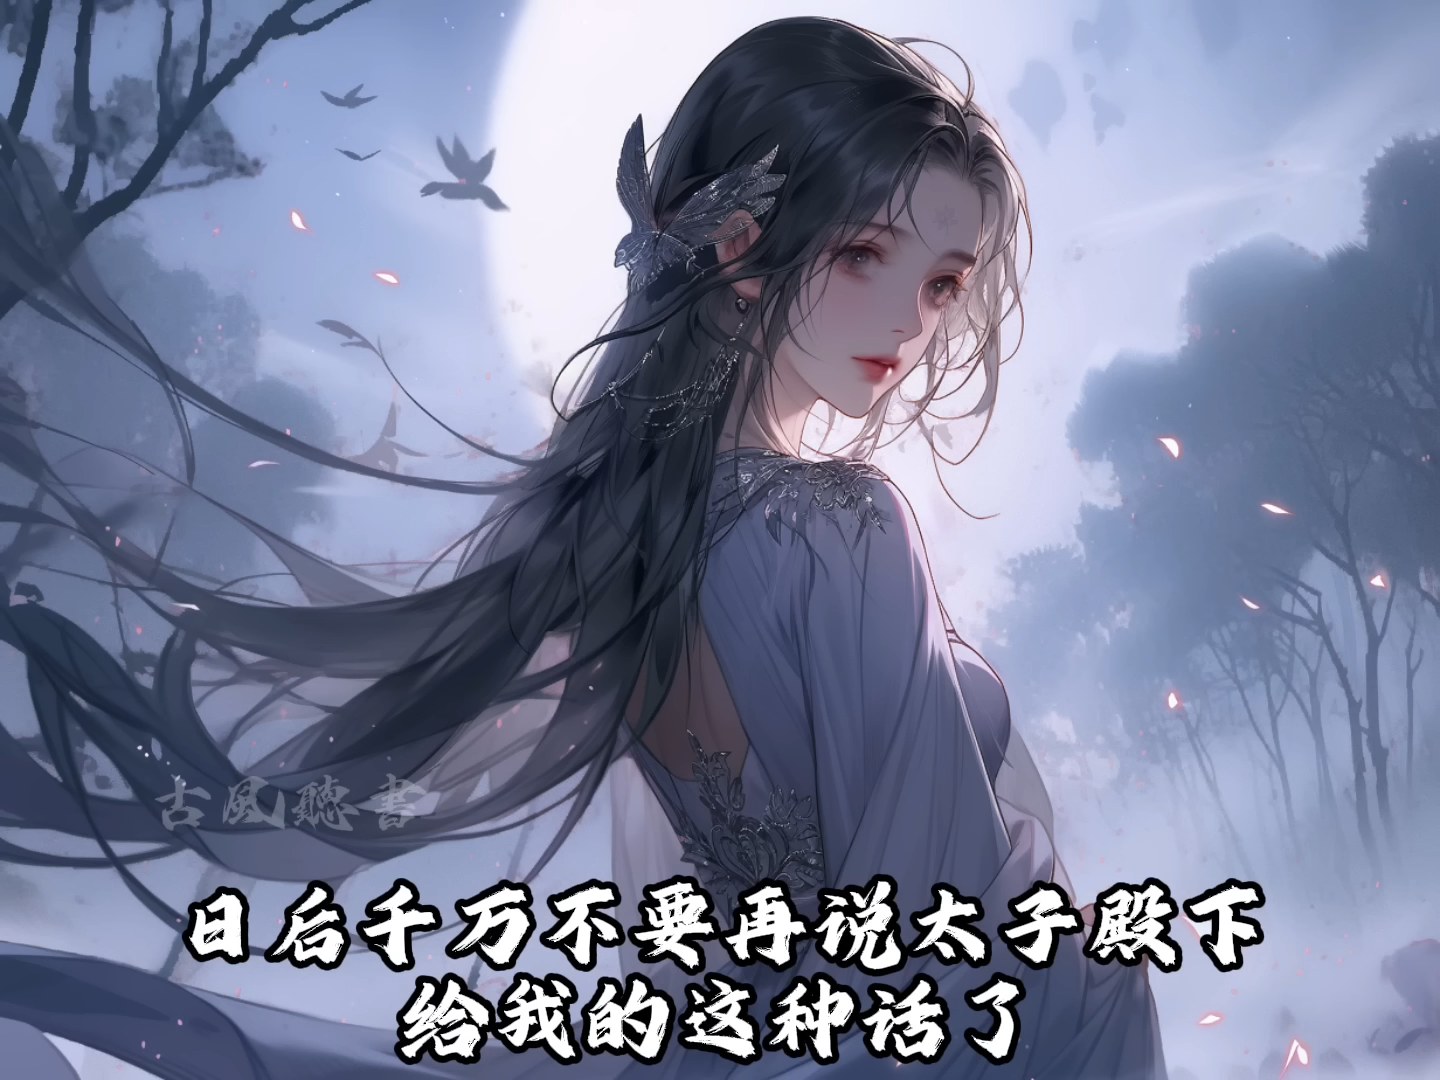 古風聽書
日后千万不要再说太子殿下
给我的这种话了